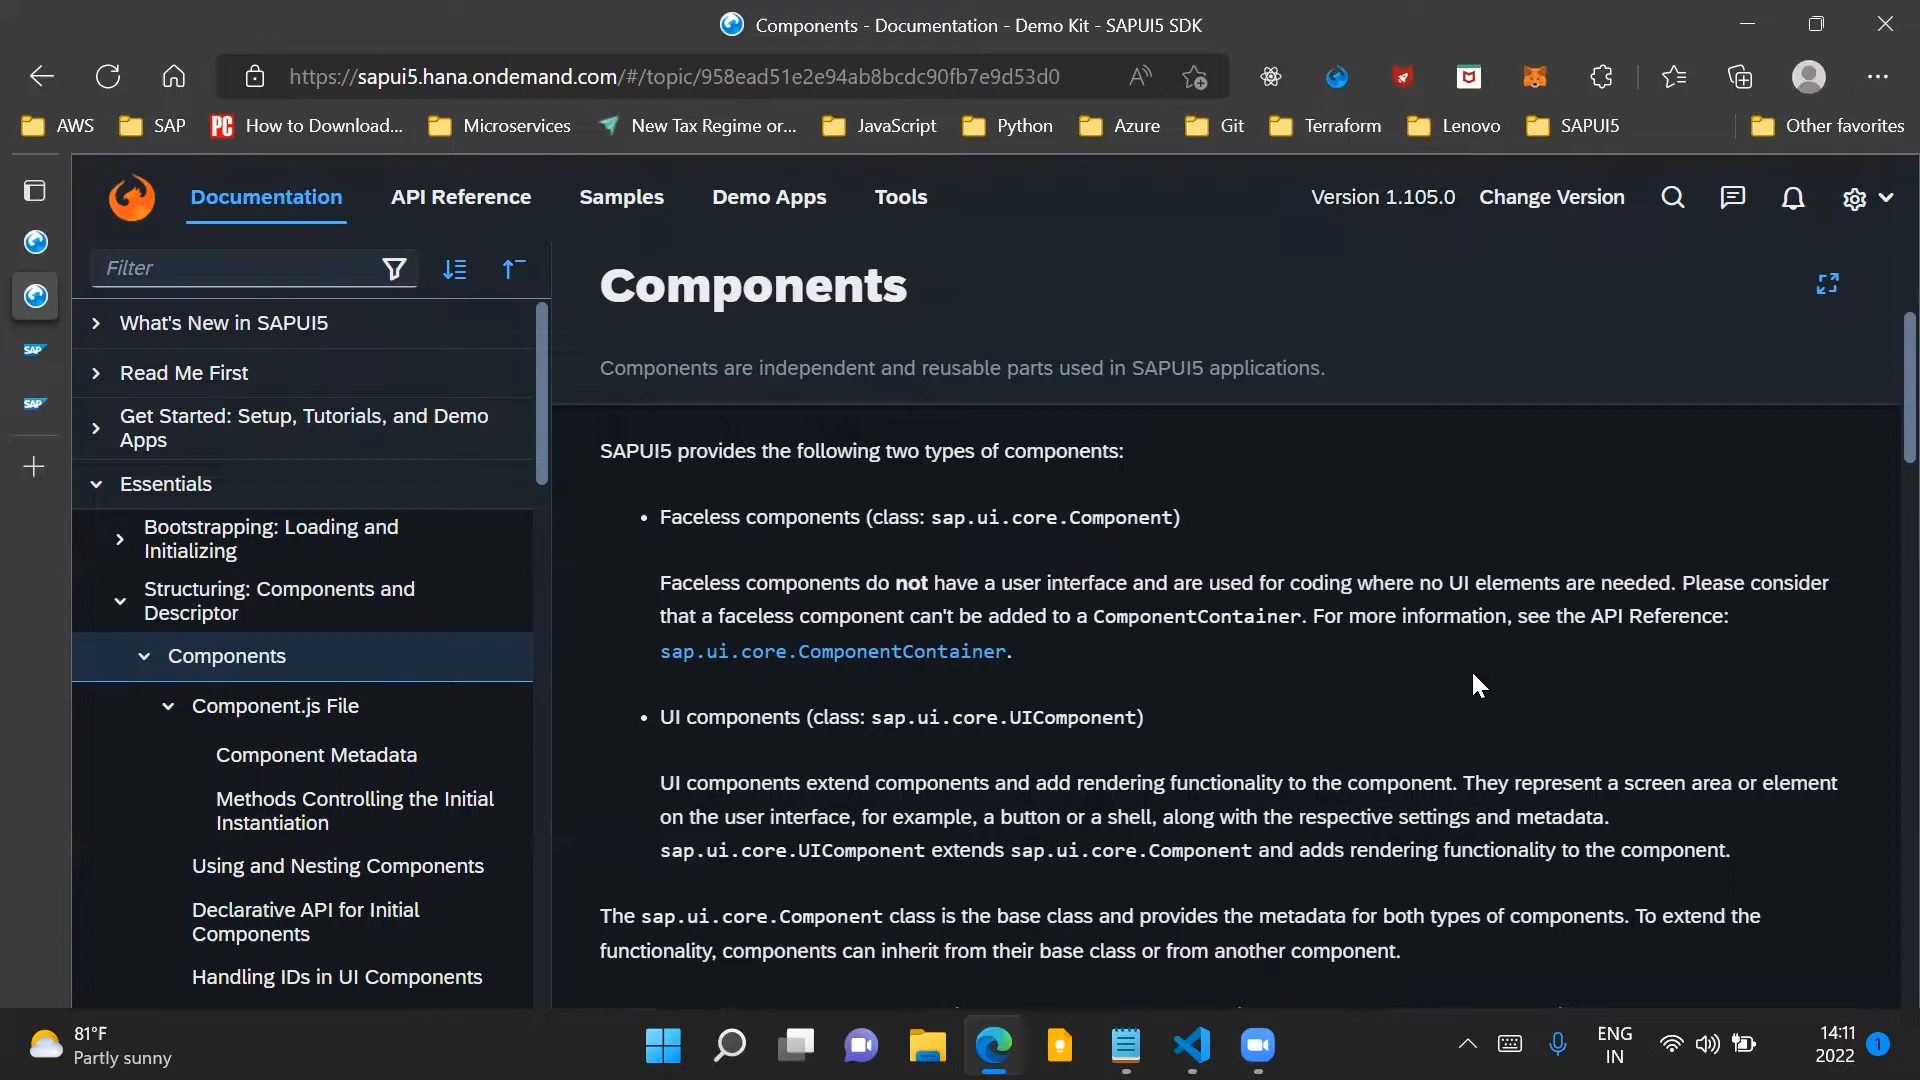 Components - Documentation - Demo Kit - SAPUI5 SDK
https://sapui5.hana.ondemand.com/#/topic/958ead51e2e94ab8bcdc90fb7e9d53d0
AWS SAP PC How to Download... Microservices New Tax Regime or... JavaScript Python Azure Git Terraform Lenovo SAPUI5 Other favorites
Documentation API Reference Samples Demo Apps Tools Version 1.105.0 Change Version
Filter
What's New in SAPUI5
Read Me First
Get Started: Setup, Tutorials, and Demo
Apps
Essentials
Bootstrapping: Loading and
Initializing
Structuring: Components and
Descriptor
Components
Component.js File
Component Metadata
Methods Controlling the Initial
Instantiation
Using and Nesting Components
Declarative API for Initial
Components
Handling IDs in UI Components
SAP
SAP
Components
Components are independent and reusable parts used in SAPUI5 applications.
SAPUI5 provides the following two types of components:
• Faceless components (class: sap.ui.core.Component)
Faceless components do not have a user interface and are used for coding where no UI elements are needed. Please consider
that a faceless component can't be added to a ComponentContainer. For more information, see the API Reference:
sap.ui.core.ComponentContainer.
• UI components (class: sap.ui.core.UIComponent)
UI components extend components and add rendering functionality to the component. They represent a screen area or element
on the user interface, for example, a button or a shell, along with the respective settings and metadata.
sap.ui.core.UIComponent extends sap.ui.core.Component and adds rendering functionality to the component.
The sap.ui.core.Component class is the base class and provides the metadata for both types of components. To extend the
functionality, components can inherit from their base class or from another component.
81°F
Partly sunny
ENG
IN
14:11
2022
1